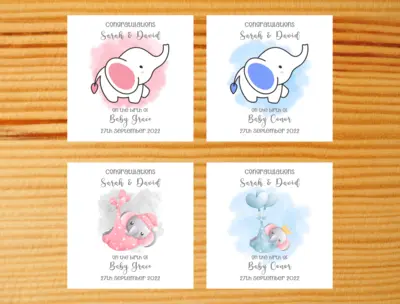 Congratulations
Sarah & David
on the birth of
Baby Grace
27th September 2022
Congratulations
Sarah & David
on the birth of
Baby Conor
27th September 2022
Congratulations
Sarah & David
on the birth of
Baby Grace
27th September 2022
Congratulations
Sarah & David
on the birth of
Baby Conor
27th September 2022